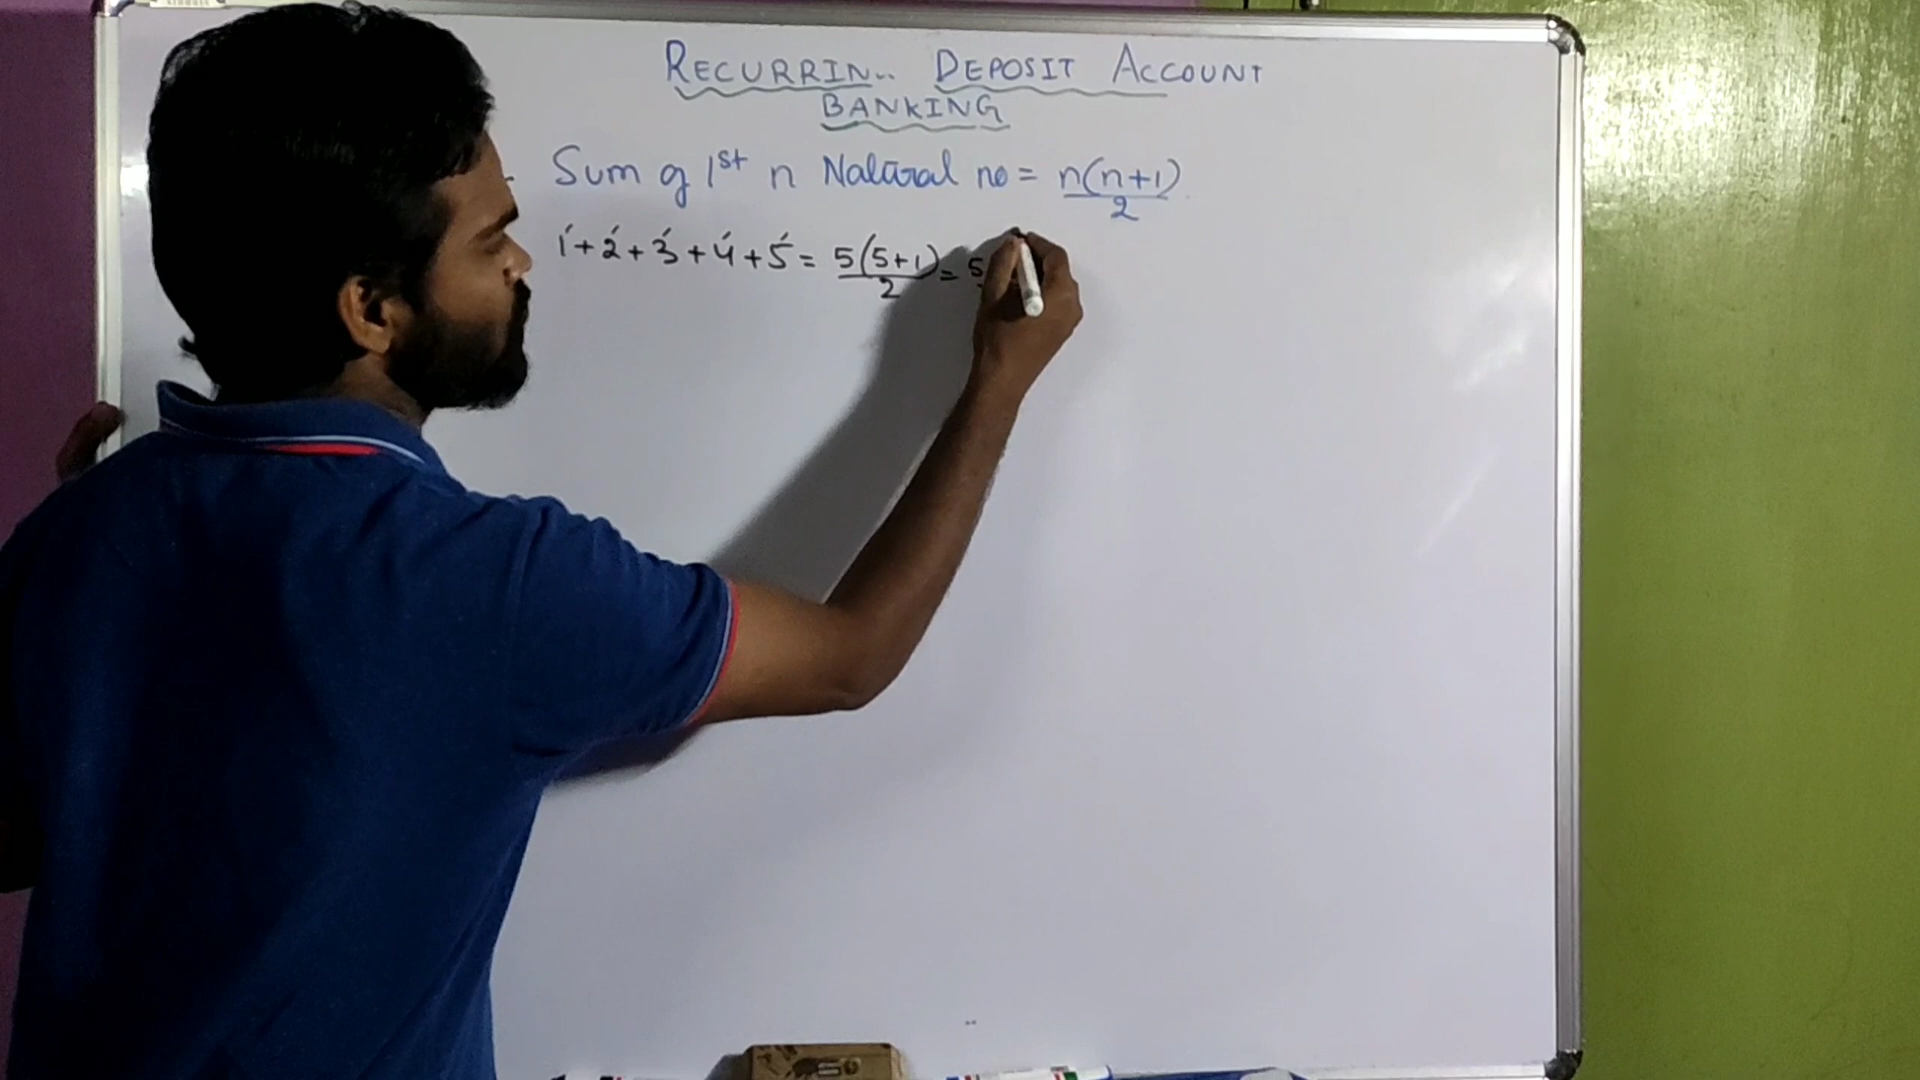 RECURRIN.. DEPOSIT ACCOUNT
BANKING
Sum of 1st n Natural no = n(n+1)/2
1+2+3+4+5 = 5(5+1)/2 = 5